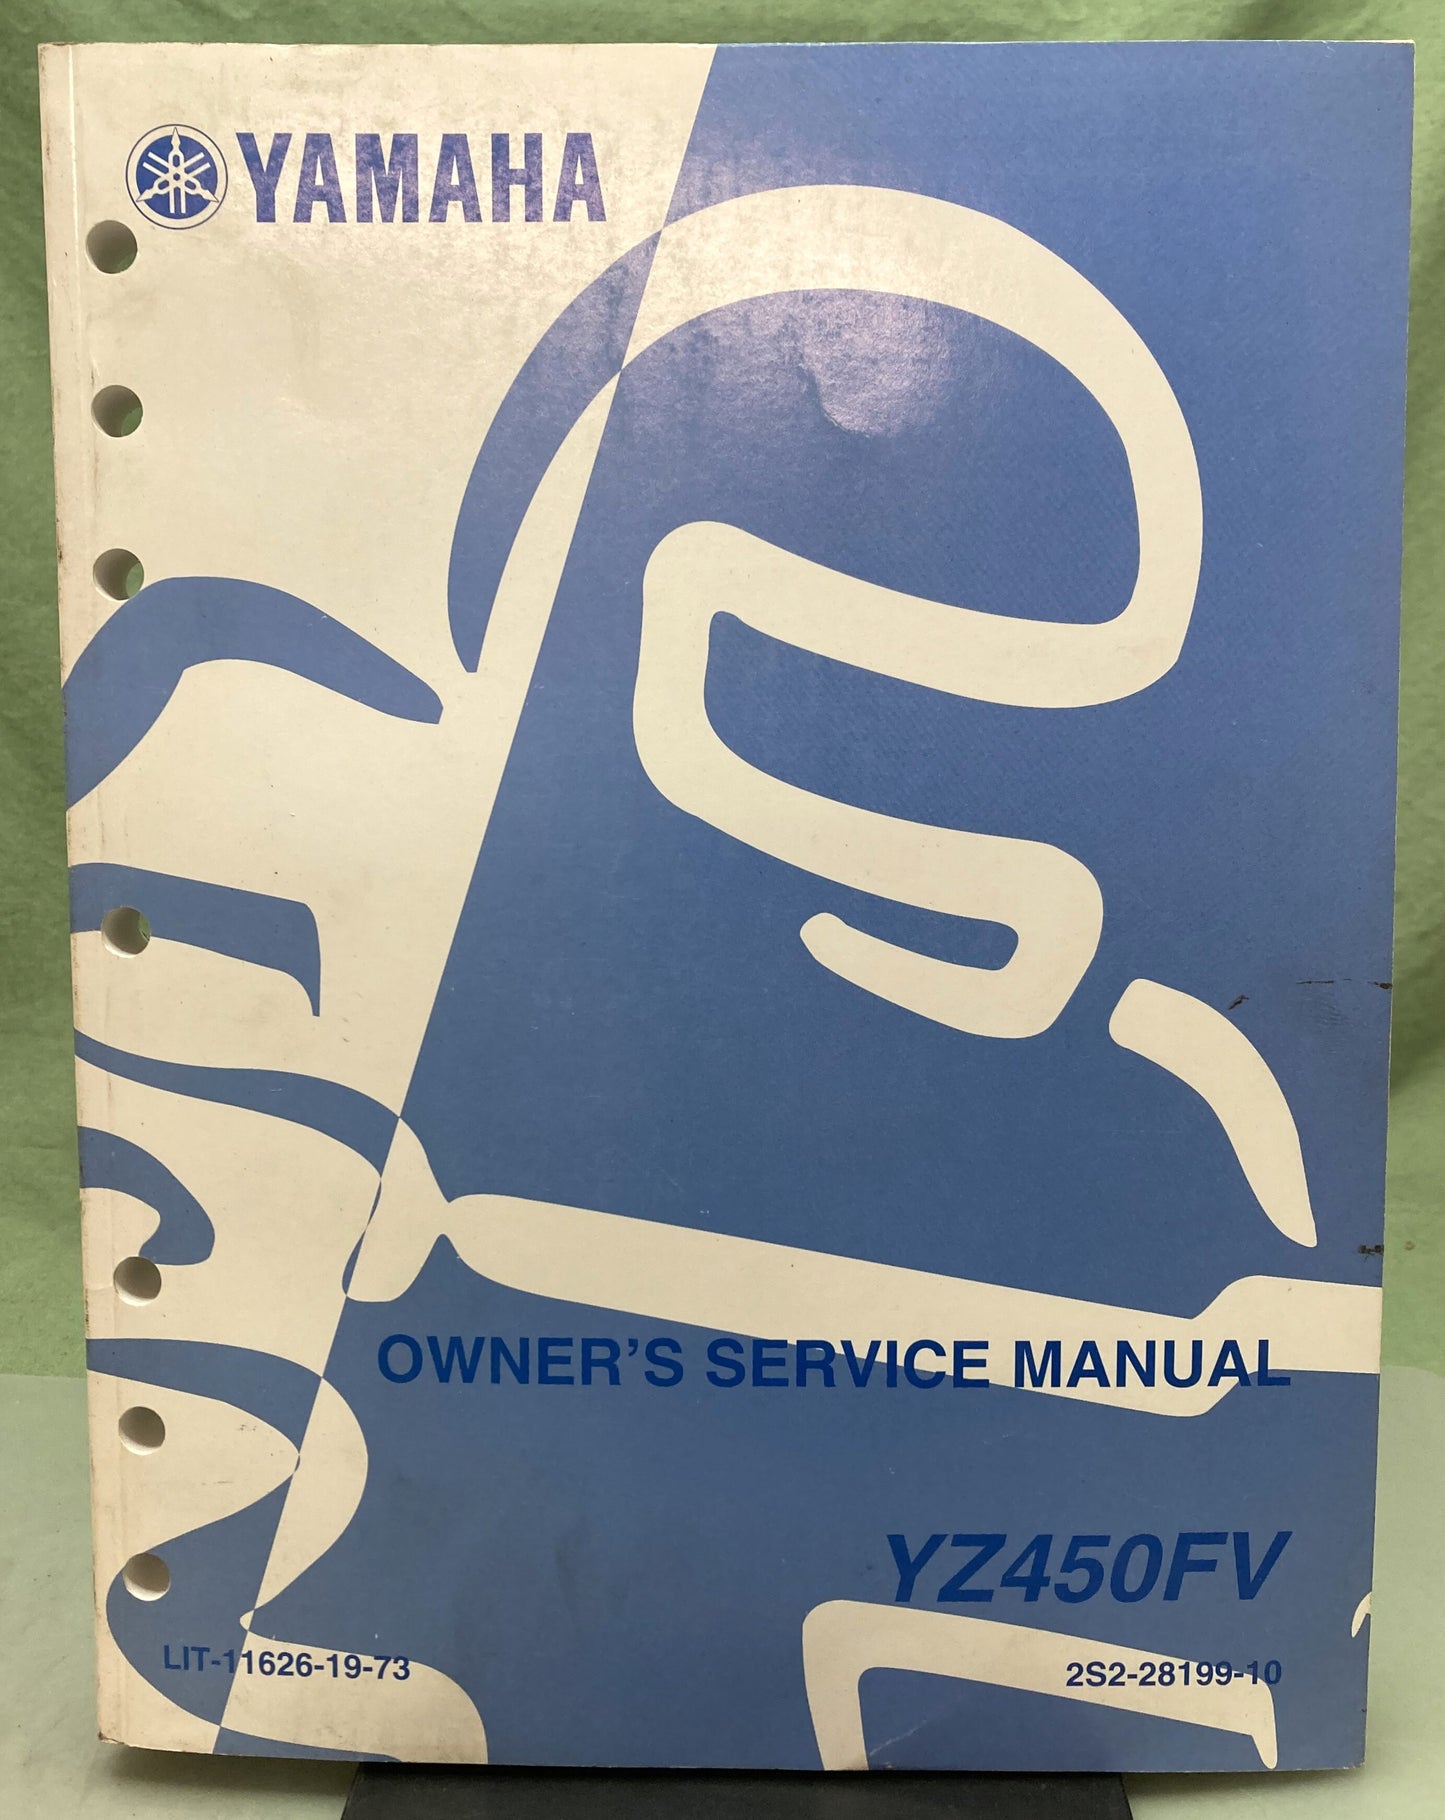 YAMAHA
OWNER'S SERVICE MANUAL
YZ450FV
LIT-11626-19-73
2S2-28199-10